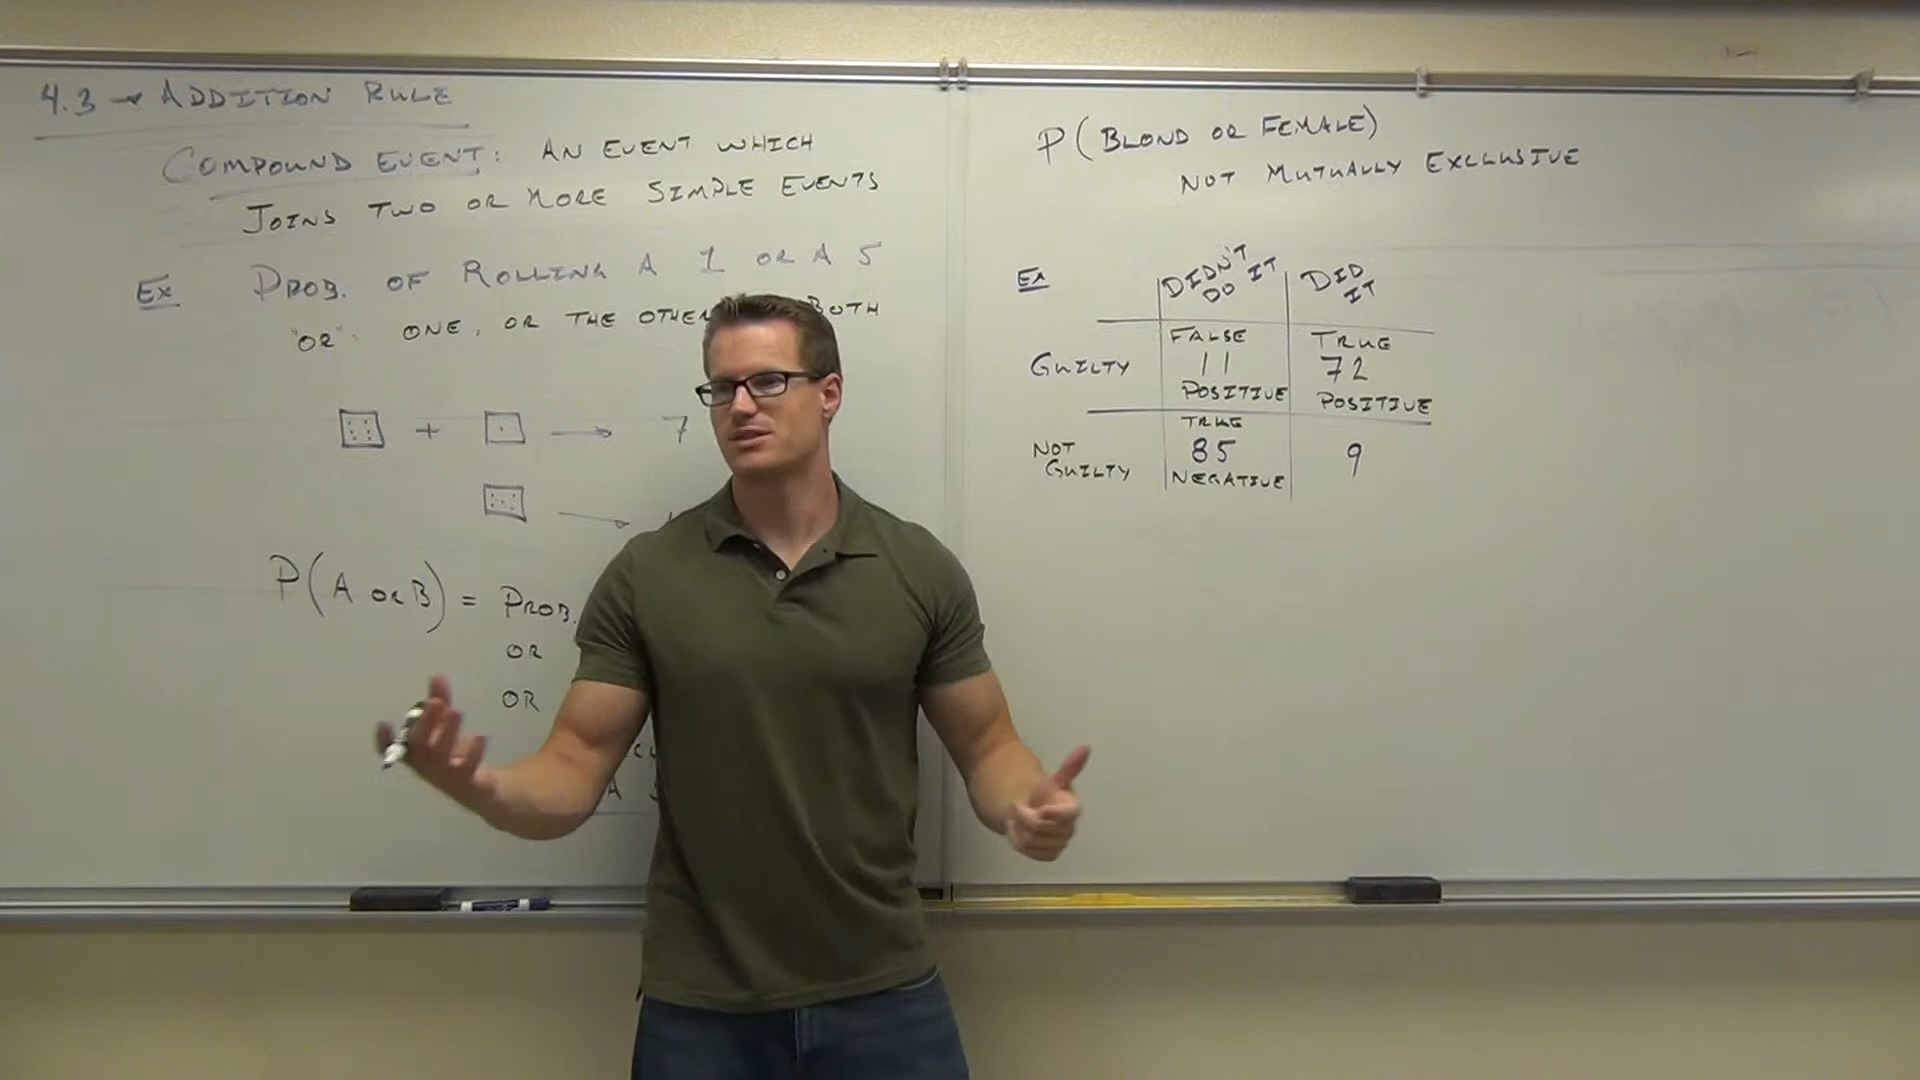 4.3 → ADDITION RULE
COMPOUND EVENT: AN EVENT WHICH
JOINS TWO OR MORE SIMPLE EVENTS
EX PROB. OF ROLLING A 1 OR A 5
"OR": ONE, OR THE OTHER BOTH
+ → 7
→
P(A OR B) = PROB.
OR
OR
A
P(BLOND OR FEMALE)
NOT MUTUALLY EXCLUSIVE
EX DIDN'T DO IT DID IT
FALSE TRUE
GUILTY 11 72
POSITIVE POSITIVE
TRUE
NOT GUILTY 85 9
NEGATIVE